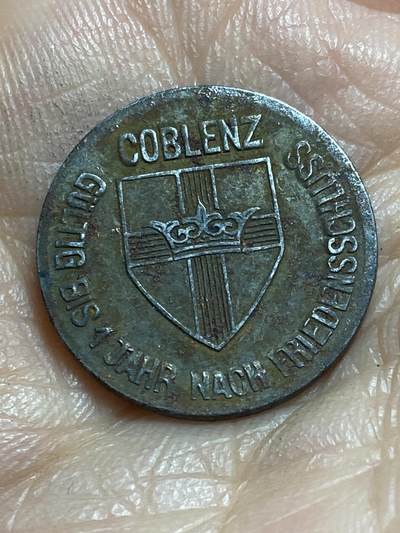 COBLENZ
GÜLTIG BIS 1 JAHR NACH FRIEDENSSCHLUSS